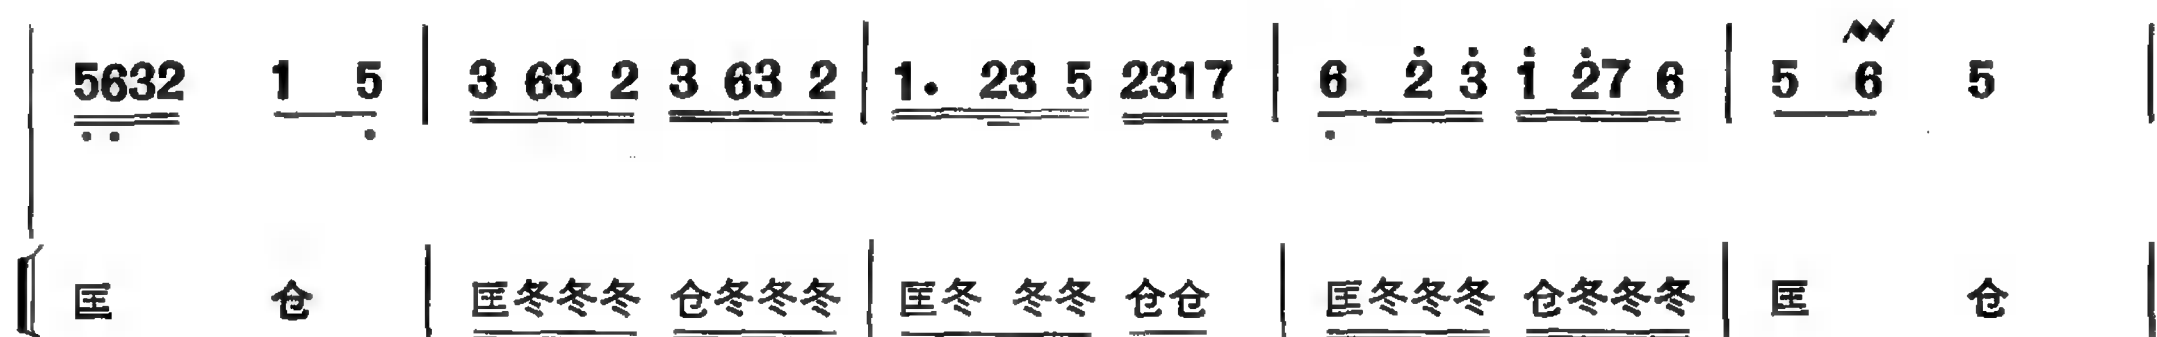 5632 1 5 | 3 63 2 3 63 2 | 1. 23 5 2317 | 6 2 3 1 27 6 | 5 6 5 |
匡 仓 | 匡冬冬冬 仓冬冬冬 | 匡冬 冬冬 仓仓 | 匡冬冬冬 仓冬冬冬 | 匡 仓 |